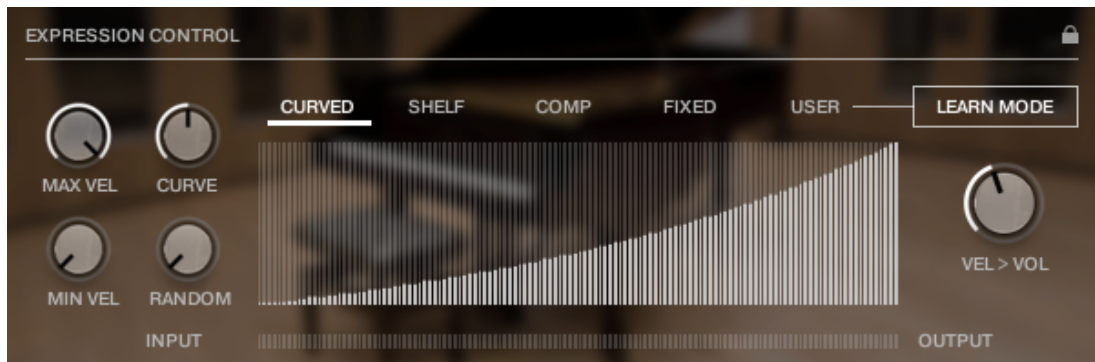 EXPRESSION CONTROL
CURVED SHELF COMP FIXED USER LEARN MODE
MAX VEL CURVE
MIN VEL RANDOM
VEL > VOL
INPUT OUTPUT